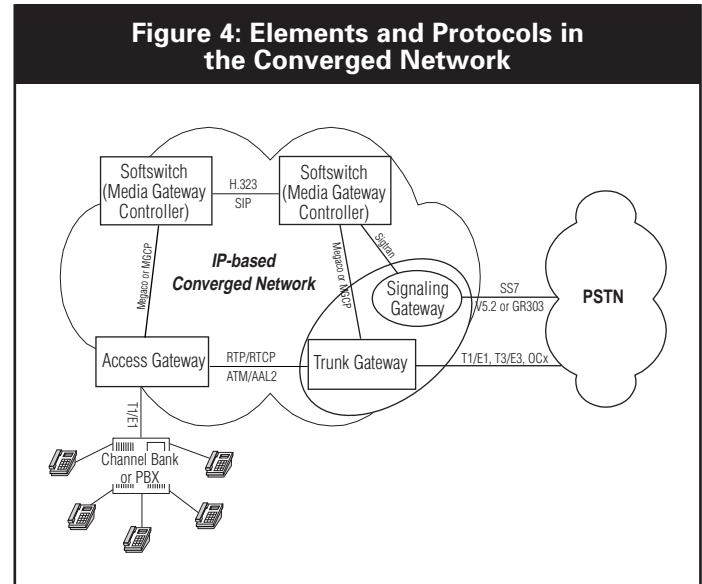 Figure 4: Elements and Protocols in
the Converged Network
Softswitch
(Media Gateway
Controller)
H.323
SIP
Softswitch
(Media Gateway
Controller)
Megaco or MGCP
IP-based
Converged Network
Megaco or MGCP
Sigtran
Signaling
Gateway
SS7
V5.2 or GR303
PSTN
Access Gateway
RTP/RTCP
ATM/AAL2
Trunk Gateway
T1/E1, T3/E3, OCx
T1/E1
Channel Bank
or PBX